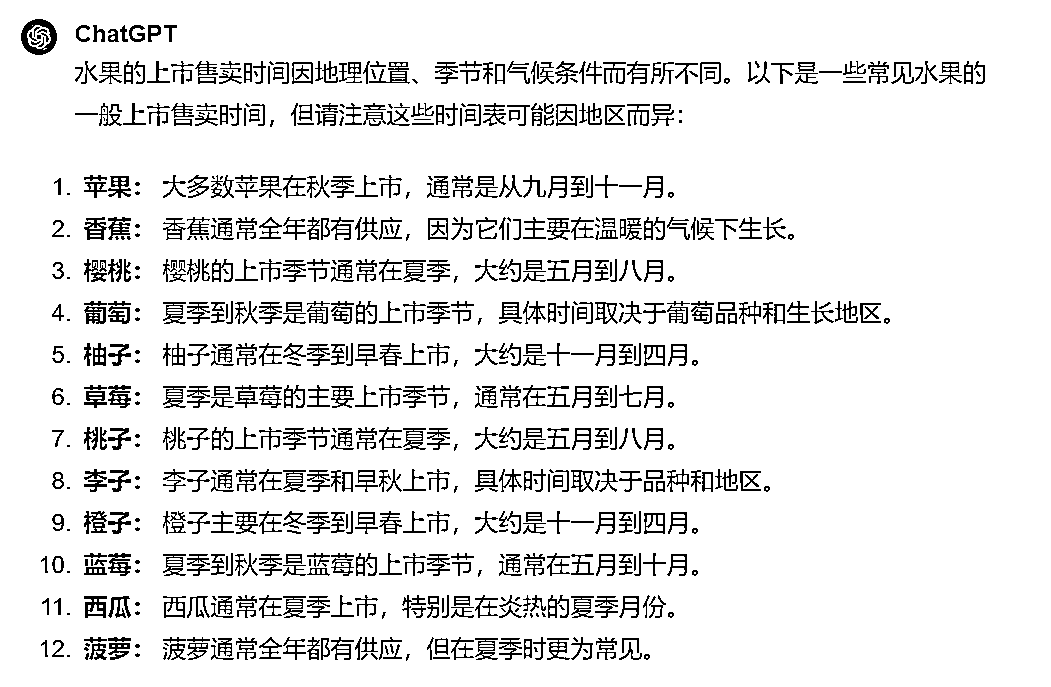 ChatGPT
水果的上市售卖时间因地理位置、季节和气候条件而有所不同。以下是一些常见水果的
一般上市售卖时间，但请注意这些时间表可能因地区而异：
1. 苹果： 大多数苹果在秋季上市，通常是从九月到十一月。
2. 香蕉： 香蕉通常全年都有供应，因为它们主要在温暖的气候下生长。
3. 樱桃： 樱桃的上市季节通常在夏季，大约是五月到八月。
4. 葡萄： 夏季到秋季是葡萄的上市季节，具体时间取决于葡萄品种和生长地区。
5. 柚子： 柚子通常在冬季到早春上市，大约是十一月到四月。
6. 草莓： 夏季是草莓的主要上市季节，通常在五月到七月。
7. 桃子： 桃子的上市季节通常在夏季，大约是五月到八月。
8. 李子： 李子通常在夏季和早秋上市，具体时间取决于品种和地区。
9. 橙子： 橙子主要在冬季到早春上市，大约是十一月到四月。
10. 蓝莓： 夏季到秋季是蓝莓的上市季节，通常在五月到十月。
11. 西瓜： 西瓜通常在夏季上市，特别是在炎热的夏季月份。
12. 菠萝： 菠萝通常全年都有供应，但在夏季时更为常见。